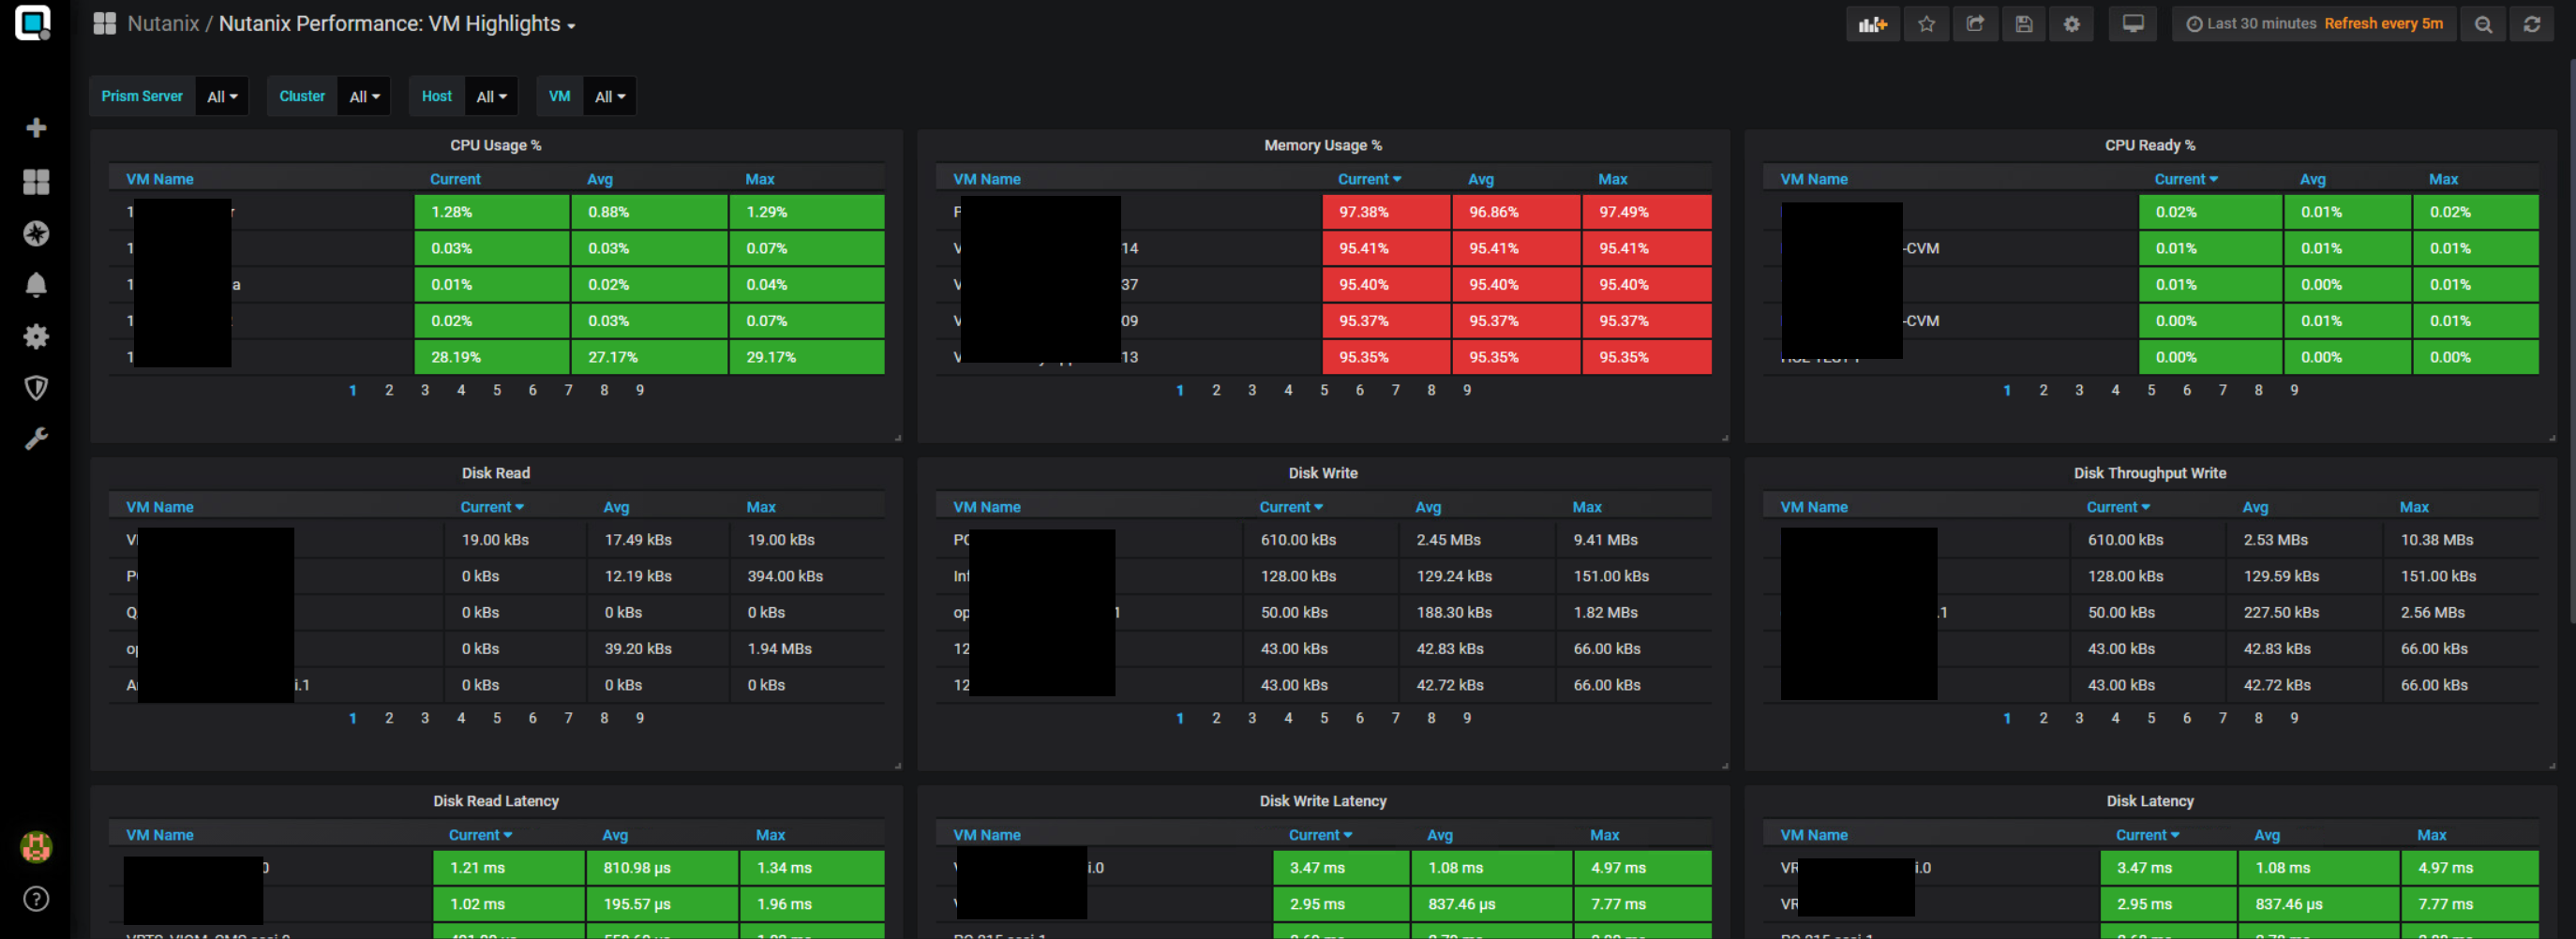 Nutanix / Nutanix Performance: VM Highlights
Last 30 minutes Refresh every 5m
Prism Server All Cluster All Host All VM All
CPU Usage %
VM Name Current Avg Max
1.28% 0.88% 1.29%
0.03% 0.03% 0.07%
0.01% 0.02% 0.04%
0.02% 0.03% 0.07%
28.19% 27.17% 29.17%
1 2 3 4 5 6 7 8 9
Memory Usage %
VM Name Current Avg Max
97.38% 96.86% 97.49%
14 95.41% 95.41% 95.41%
37 95.40% 95.40% 95.40%
09 95.37% 95.37% 95.37%
13 95.35% 95.35% 95.35%
1 2 3 4 5 6 7 8 9
CPU Ready %
VM Name Current Avg Max
0.02% 0.01% 0.02%
-CVM 0.01% 0.01% 0.01%
0.01% 0.00% 0.01%
-CVM 0.00% 0.01% 0.01%
0.00% 0.00% 0.00%
1 2 3 4 5 6 7 8 9
Disk Read
VM Name Current Avg Max
19.00 kBs 17.49 kBs 19.00 kBs
0 kBs 12.19 kBs 394.00 kBs
0 kBs 0 kBs 0 kBs
0 kBs 39.20 kBs 1.94 MBs
i.1 0 kBs 0 kBs 0 kBs
1 2 3 4 5 6 7 8 9
Disk Write
VM Name Current Avg Max
610.00 kBs 2.45 MBs 9.41 MBs
Inf 128.00 kBs 129.24 kBs 151.00 kBs
op 1 50.00 kBs 188.30 kBs 1.82 MBs
12 43.00 kBs 42.83 kBs 66.00 kBs
12 43.00 kBs 42.72 kBs 66.00 kBs
1 2 3 4 5 6 7 8 9
Disk Throughput Write
VM Name Current Avg Max
610.00 kBs 2.53 MBs 10.38 MBs
128.00 kBs 129.59 kBs 151.00 kBs
.1 50.00 kBs 227.50 kBs 2.56 MBs
43.00 kBs 42.83 kBs 66.00 kBs
43.00 kBs 42.72 kBs 66.00 kBs
1 2 3 4 5 6 7 8 9
Disk Read Latency
VM Name Current Avg Max
0 1.21 ms 810.98 µs 1.34 ms
1.02 ms 195.57 µs 1.96 ms
Disk Write Latency
VM Name Current Avg Max
i.0 3.47 ms 1.08 ms 4.97 ms
2.95 ms 837.46 µs 7.77 ms
Disk Latency
VM Name Current Avg Max
VR i.0 3.47 ms 1.08 ms 4.97 ms
VR 2.95 ms 837.46 µs 7.77 ms